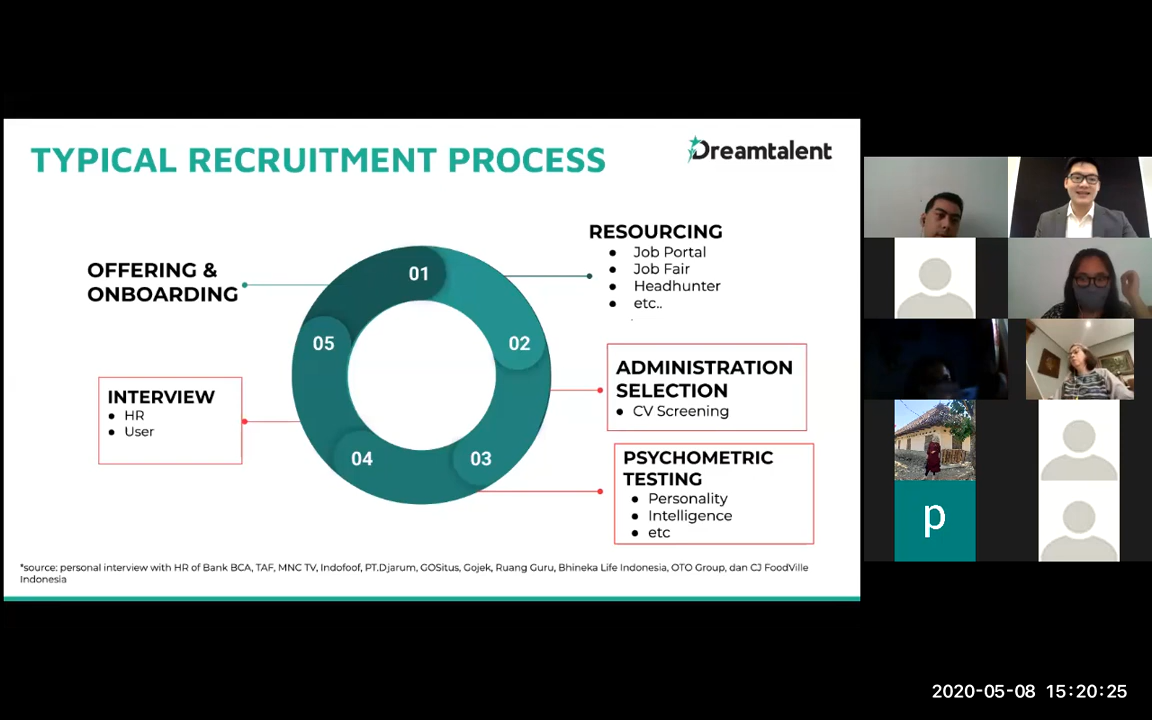 TYPICAL RECRUITMENT PROCESS
Dreamtalent
01
02
03
04
05
RESOURCING
● Job Portal
● Job Fair
● Headhunter
● etc..
ADMINISTRATION
SELECTION
● CV Screening
PSYCHOMETRIC
TESTING
● Personality
● Intelligence
● etc
INTERVIEW
● HR
● User
OFFERING &
ONBOARDING
*source: personal interview with HR of Bank BCA, TAF, MNC TV, Indofoof, PT.Djarum, GOSitus, Gojek, Ruang Guru, Bhineka Life Indonesia, OTO Group, dan CJ FoodVille
Indonesia
p
2020-05-08 15:20:25